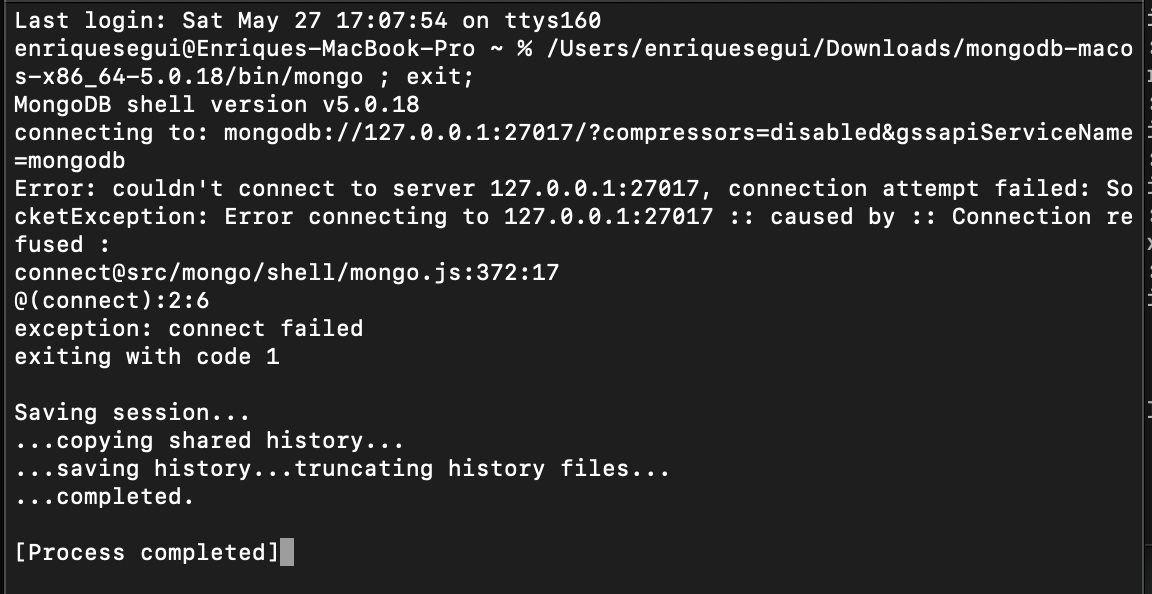 Last login: Sat May 27 17:07:54 on ttys160
enriquesegui@Enriques-MacBook-Pro ~ % /Users/enriquesegui/Downloads/mongodb-maco
s-x86_64-5.0.18/bin/mongo ; exit;
MongoDB shell version v5.0.18
connecting to: mongodb://127.0.0.1:27017/?compressors=disabled&gssapiServiceName
=mongodb
Error: couldn't connect to server 127.0.0.1:27017, connection attempt failed: So
cketException: Error connecting to 127.0.0.1:27017 :: caused by :: Connection re
fused :
connect@src/mongo/shell/mongo.js:372:17
@(connect):2:6
exception: connect failed
exiting with code 1
Saving session...
...copying shared history...
...saving history...truncating history files...
...completed.
[Process completed]